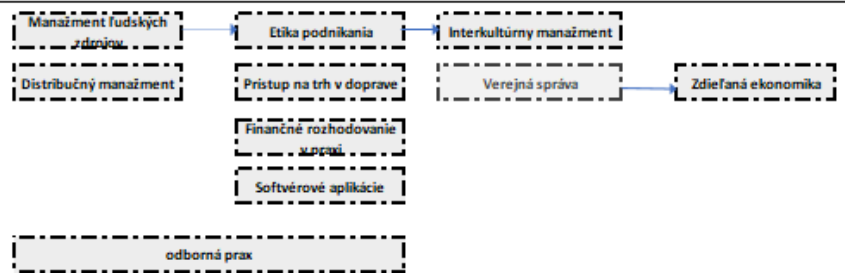 Manažment ľudských
zdrojov
Etika podnikania
Interkultúrny manažment
Distribučný manažment
Prístup na trh v doprave
Verejná správa
Zdieľaná ekonomika
Finančné rozhodovanie
v praxi
Softvérové aplikácie
odborná prax